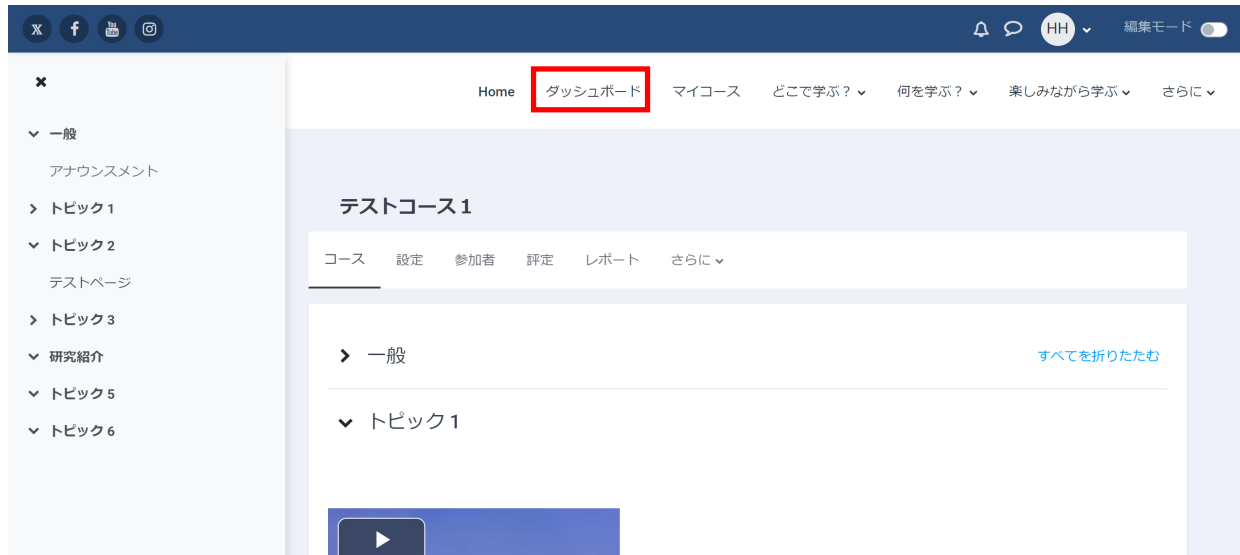 X f You Tube
HH 編集モード
Home ダッシュボード マイコース どこで学ぶ？ 何を学ぶ？ 楽しみながら学ぶ さらに
一般
アナウンスメント
トピック 1
トピック 2
テストページ
トピック 3
研究紹介
トピック 5
トピック 6
テストコース 1
コース 設定 参加者 評定 レポート さらに
一般 すべてを折りたたむ
トピック 1